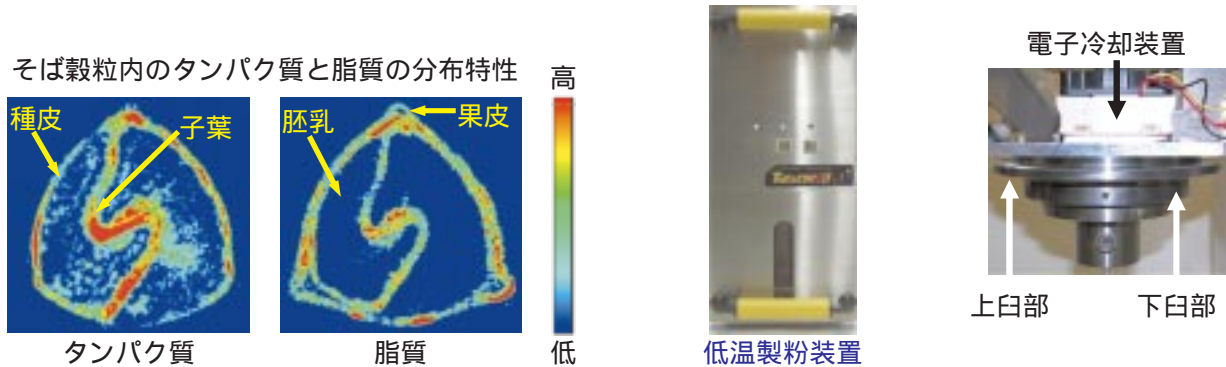 そば穀粒内のタンパク質と脂質の分布特性
高
種皮
子葉
胚乳
果皮
タンパク質
脂質
低
低温製粉装置
電子冷却装置
上臼部
下臼部